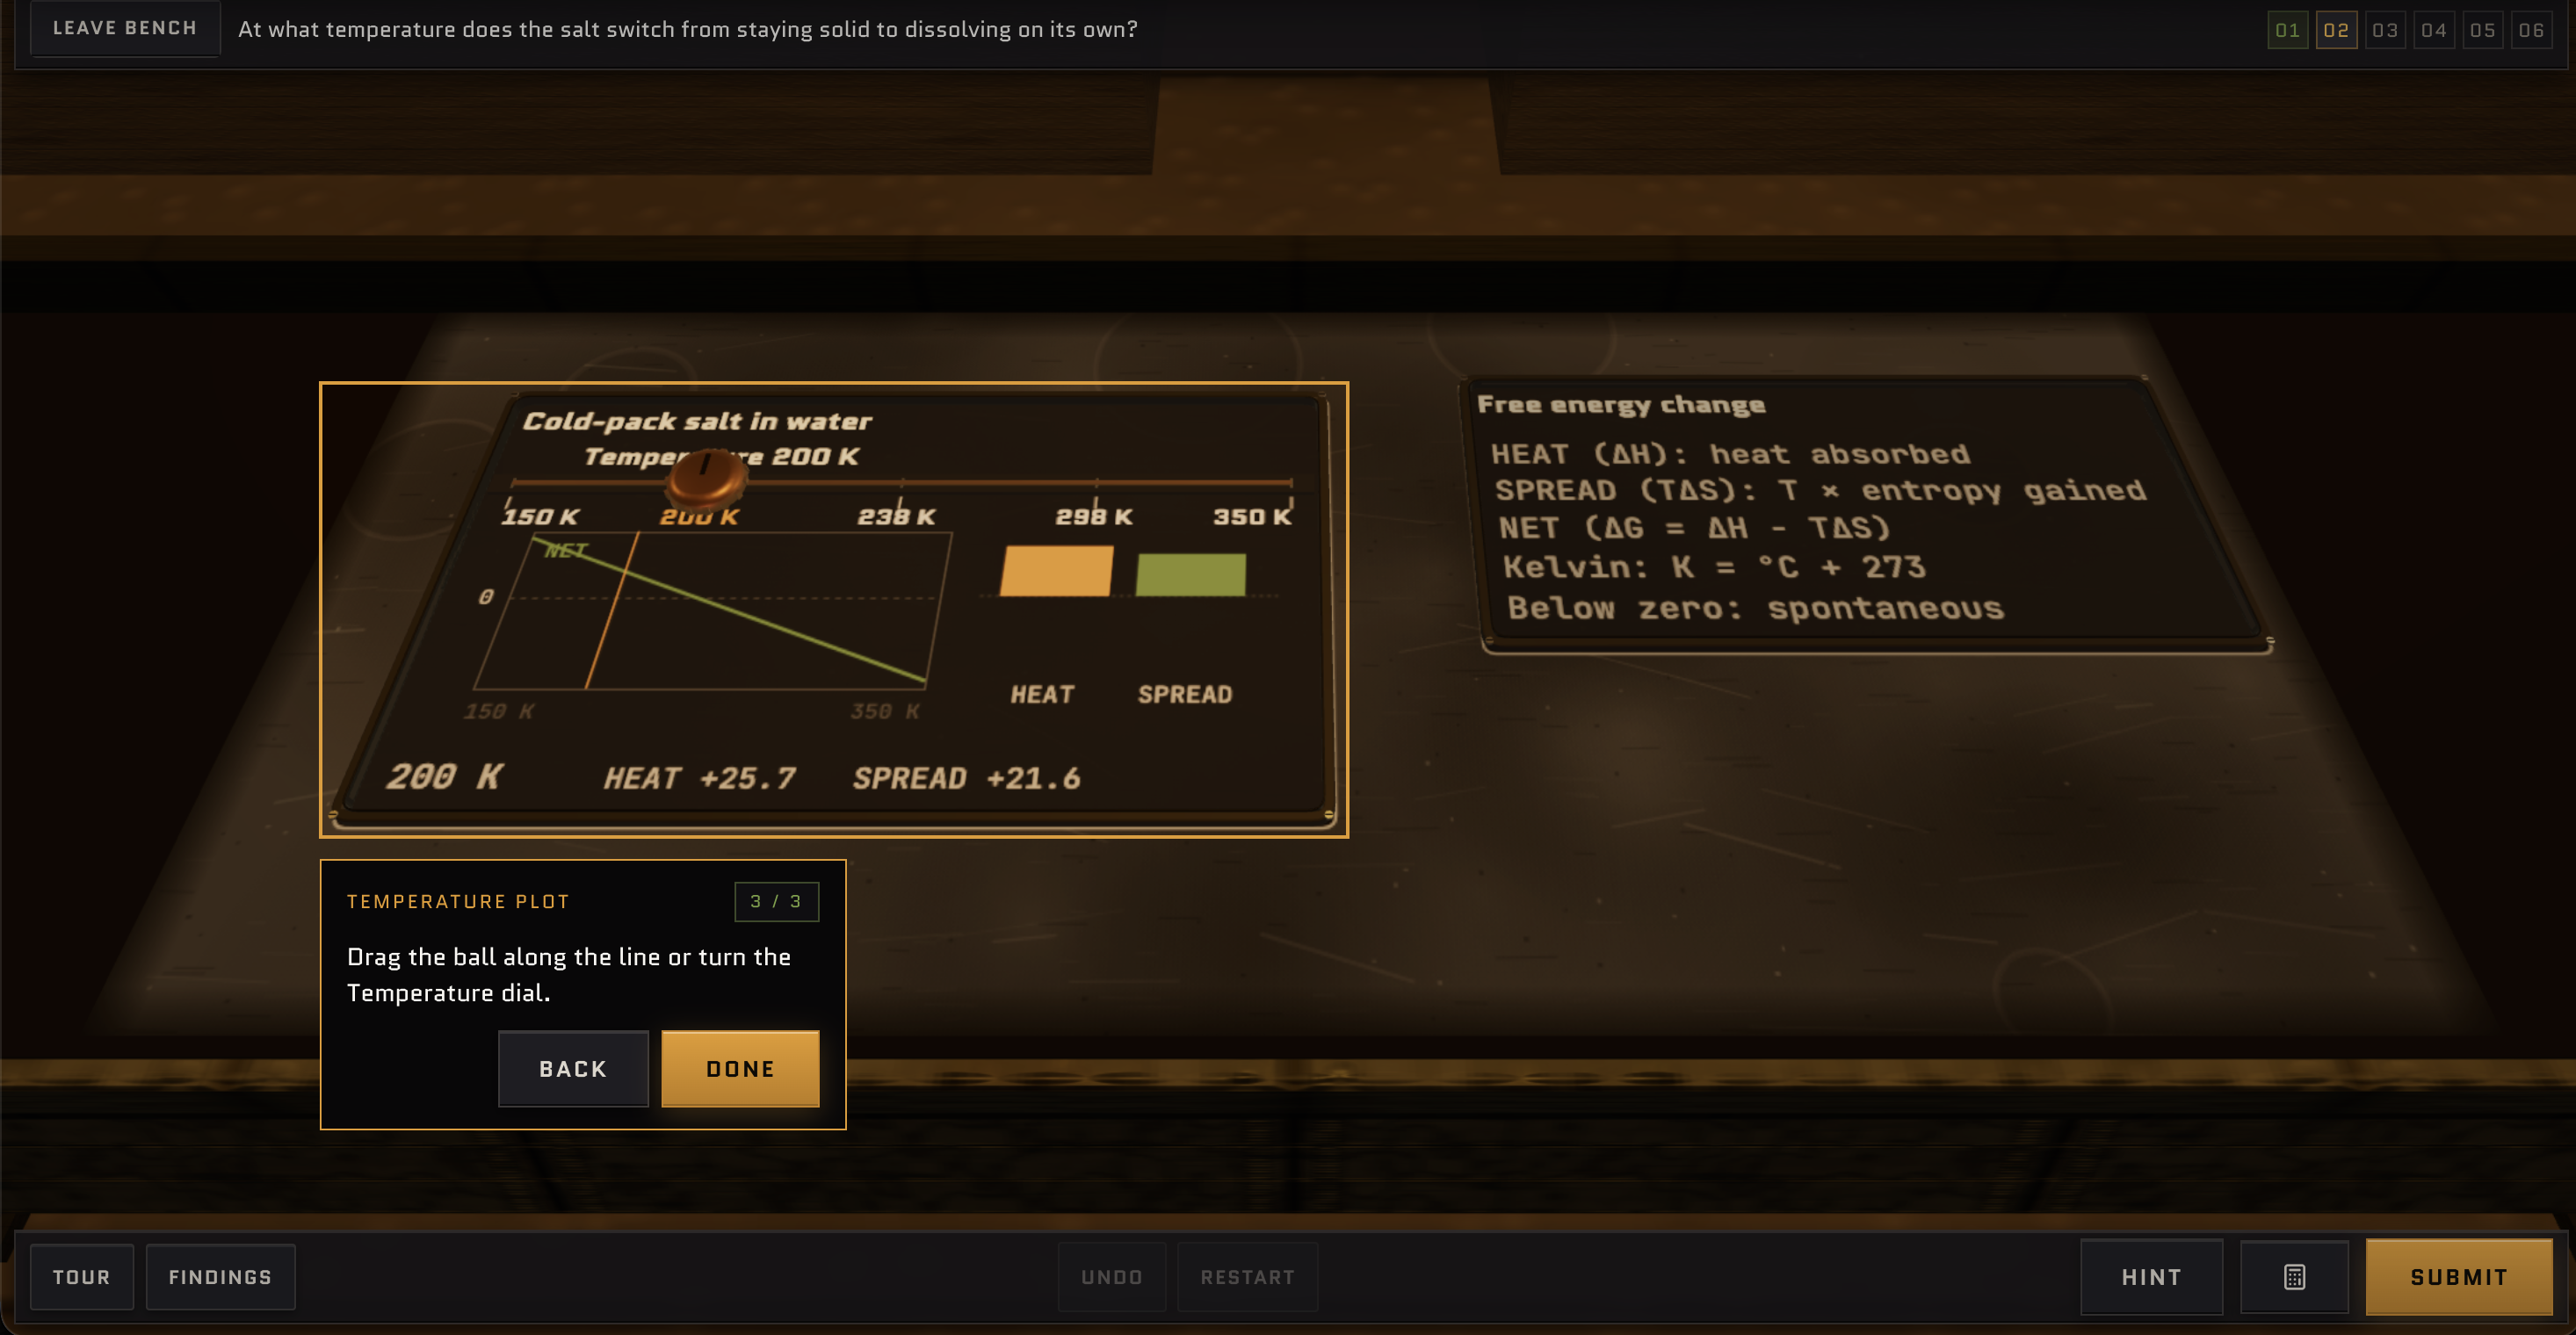 LEAVE BENCH
At what temperature does the salt switch from staying solid to dissolving on its own?
01 02 03 04 05 06
Cold-pack salt in water
Temperature 200 K
150 K 200 K 238 K 298 K 350 K
NET
0
150 K 350 K
HEAT SPREAD
200 K HEAT +25.7 SPREAD +21.6
Free energy change
HEAT (ΔH): heat absorbed
SPREAD (TΔS): T × entropy gained
NET (ΔG = ΔH - TΔS)
Kelvin: K = °C + 273
Below zero: spontaneous
TEMPERATURE PLOT
3 / 3
Drag the ball along the line or turn the
Temperature dial.
BACK
DONE
TOUR
FINDINGS
UNDO
RESTART
HINT
SUBMIT